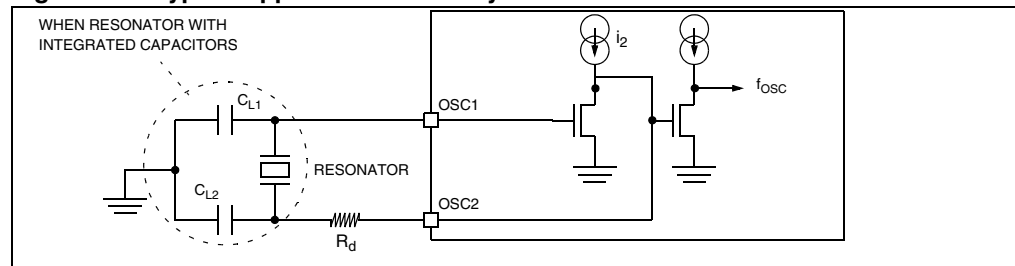 WHEN RESONATOR WITH
INTEGRATED CAPACITORS
i2
fOSC
CL1
OSC1
RESONATOR
CL2
OSC2
Rd